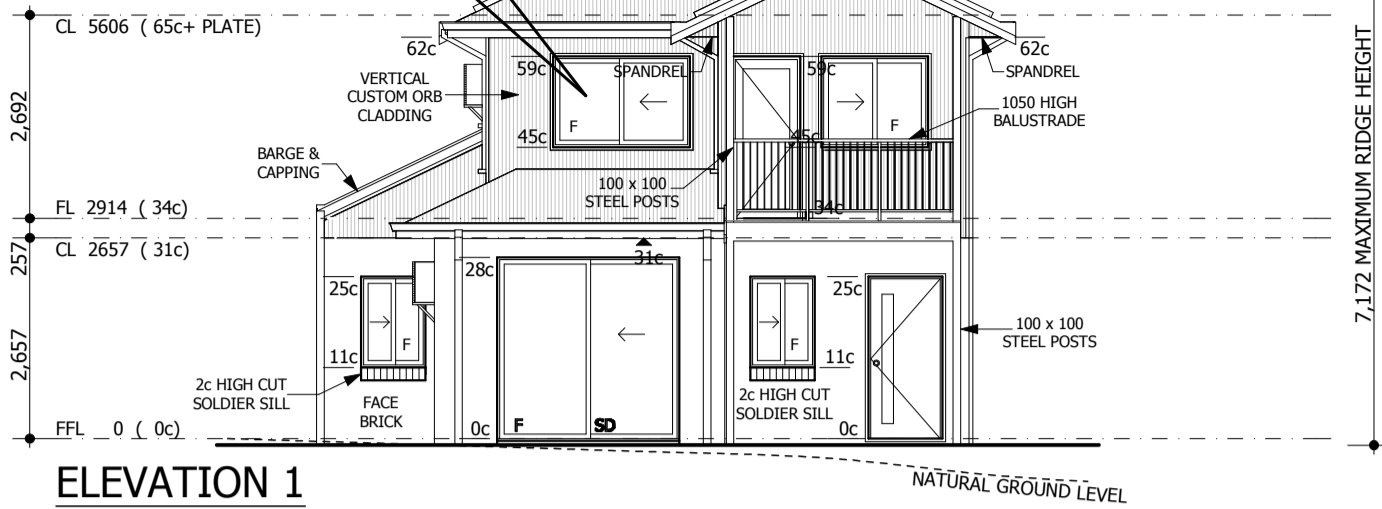 CL 5606 ( 65c+ PLATE)
62c
62c
59c
SPANDREL
59c
SPANDREL
VERTICAL
CUSTOM ORB
CLADDING
1050 HIGH
BALUSTRADE
2,692
F
F
45c
45c
BARGE &
CAPPING
100 x 100
STEEL POSTS
FL 2914 ( 34c)
34c
257
CL 2657 ( 31c)
31c
28c
25c
25c
7,172 MAXIMUM RIDGE HEIGHT
100 x 100
STEEL POSTS
2,657
F
F
11c
11c
2c HIGH CUT
SOLDIER SILL
2c HIGH CUT
SOLDIER SILL
FACE
BRICK
FFL 0 ( 0c)
0c
F
SD
0c
ELEVATION 1
NATURAL GROUND LEVEL